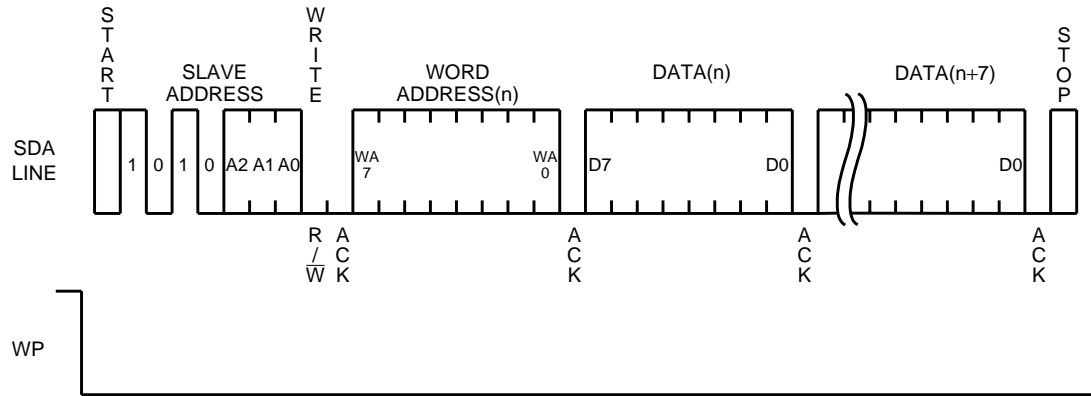 START
WRITE
STOP
SLAVE
ADDRESS
WORD
ADDRESS(n)
DATA(n)
DATA(n+7)
SDA
LINE
1 0 1 0 A2 A1 A0
WA
7
WA
0
D7
D0
D0
R
/
W
ACK
ACK
ACK
ACK
WP